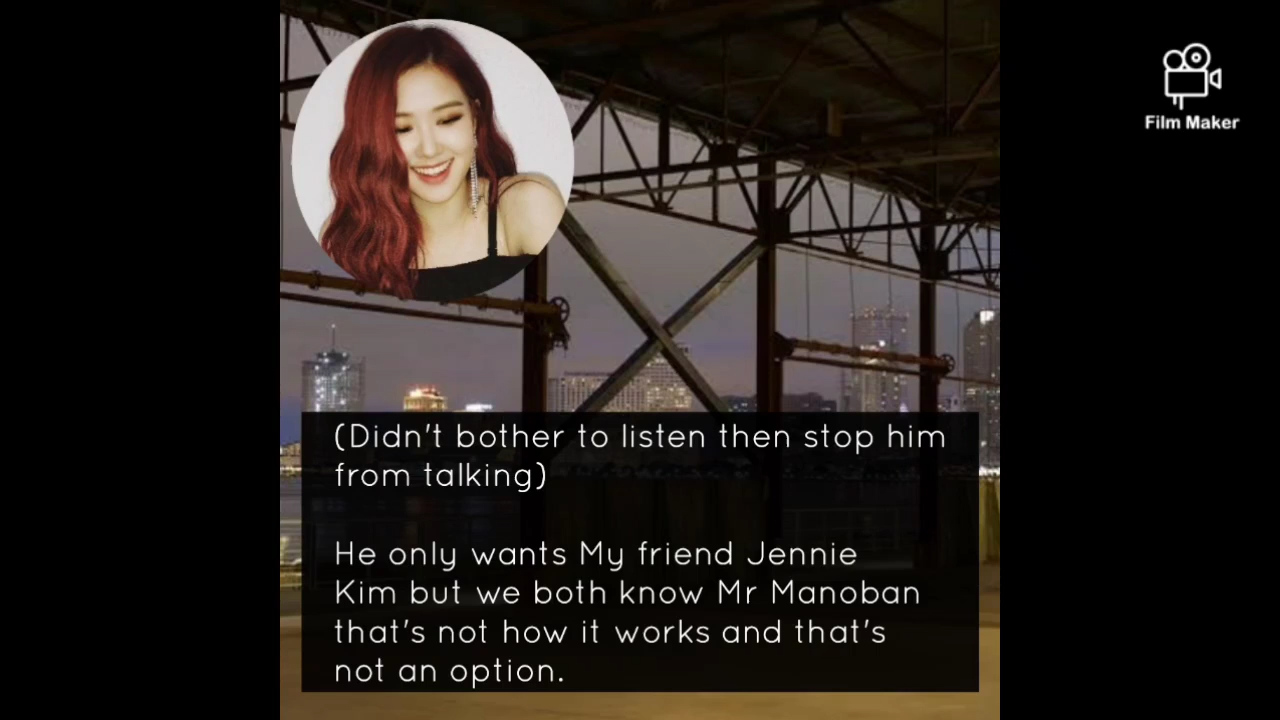 Film Maker
(Didn't bother to listen then stop him
from talking)
He only wants My friend Jennie
Kim but we both know Mr Manoban
that's not how it works and that's
not an option.